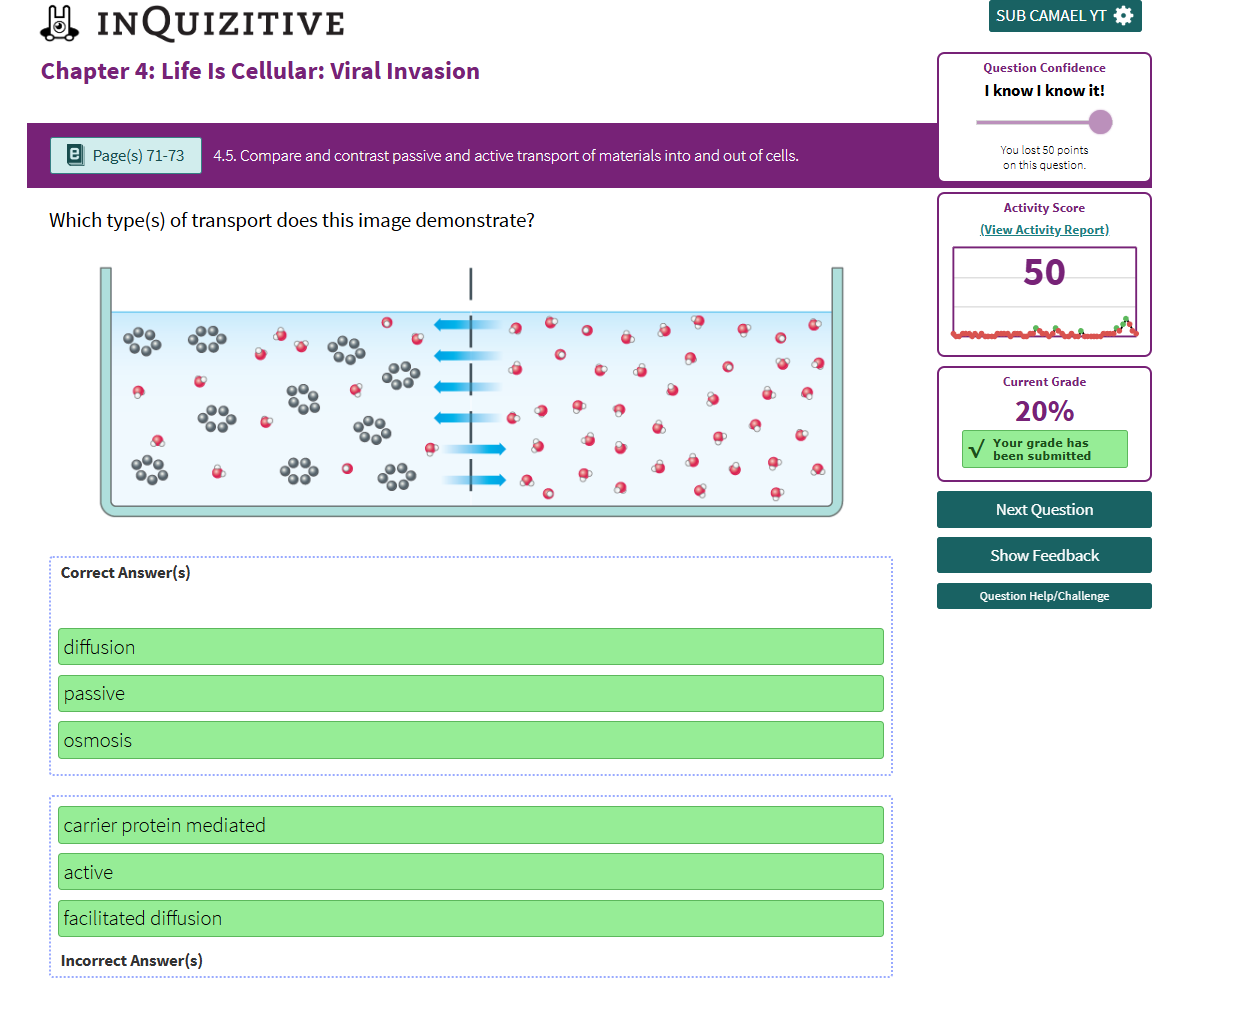 INQUIZITIVE
SUB CAMAEL YT
Chapter 4: Life Is Cellular: Viral Invasion
Question Confidence
I know I know it!
You lost 50 points
on this question.
Page(s) 71-73
4.5. Compare and contrast passive and active transport of materials into and out of cells.
Activity Score
(View Activity Report)
50
Which type(s) of transport does this image demonstrate?
Current Grade
20%
√ Your grade has
been submitted
Next Question
Show Feedback
Question Help/Challenge
Correct Answer(s)
diffusion
passive
osmosis
carrier protein mediated
active
facilitated diffusion
Incorrect Answer(s)